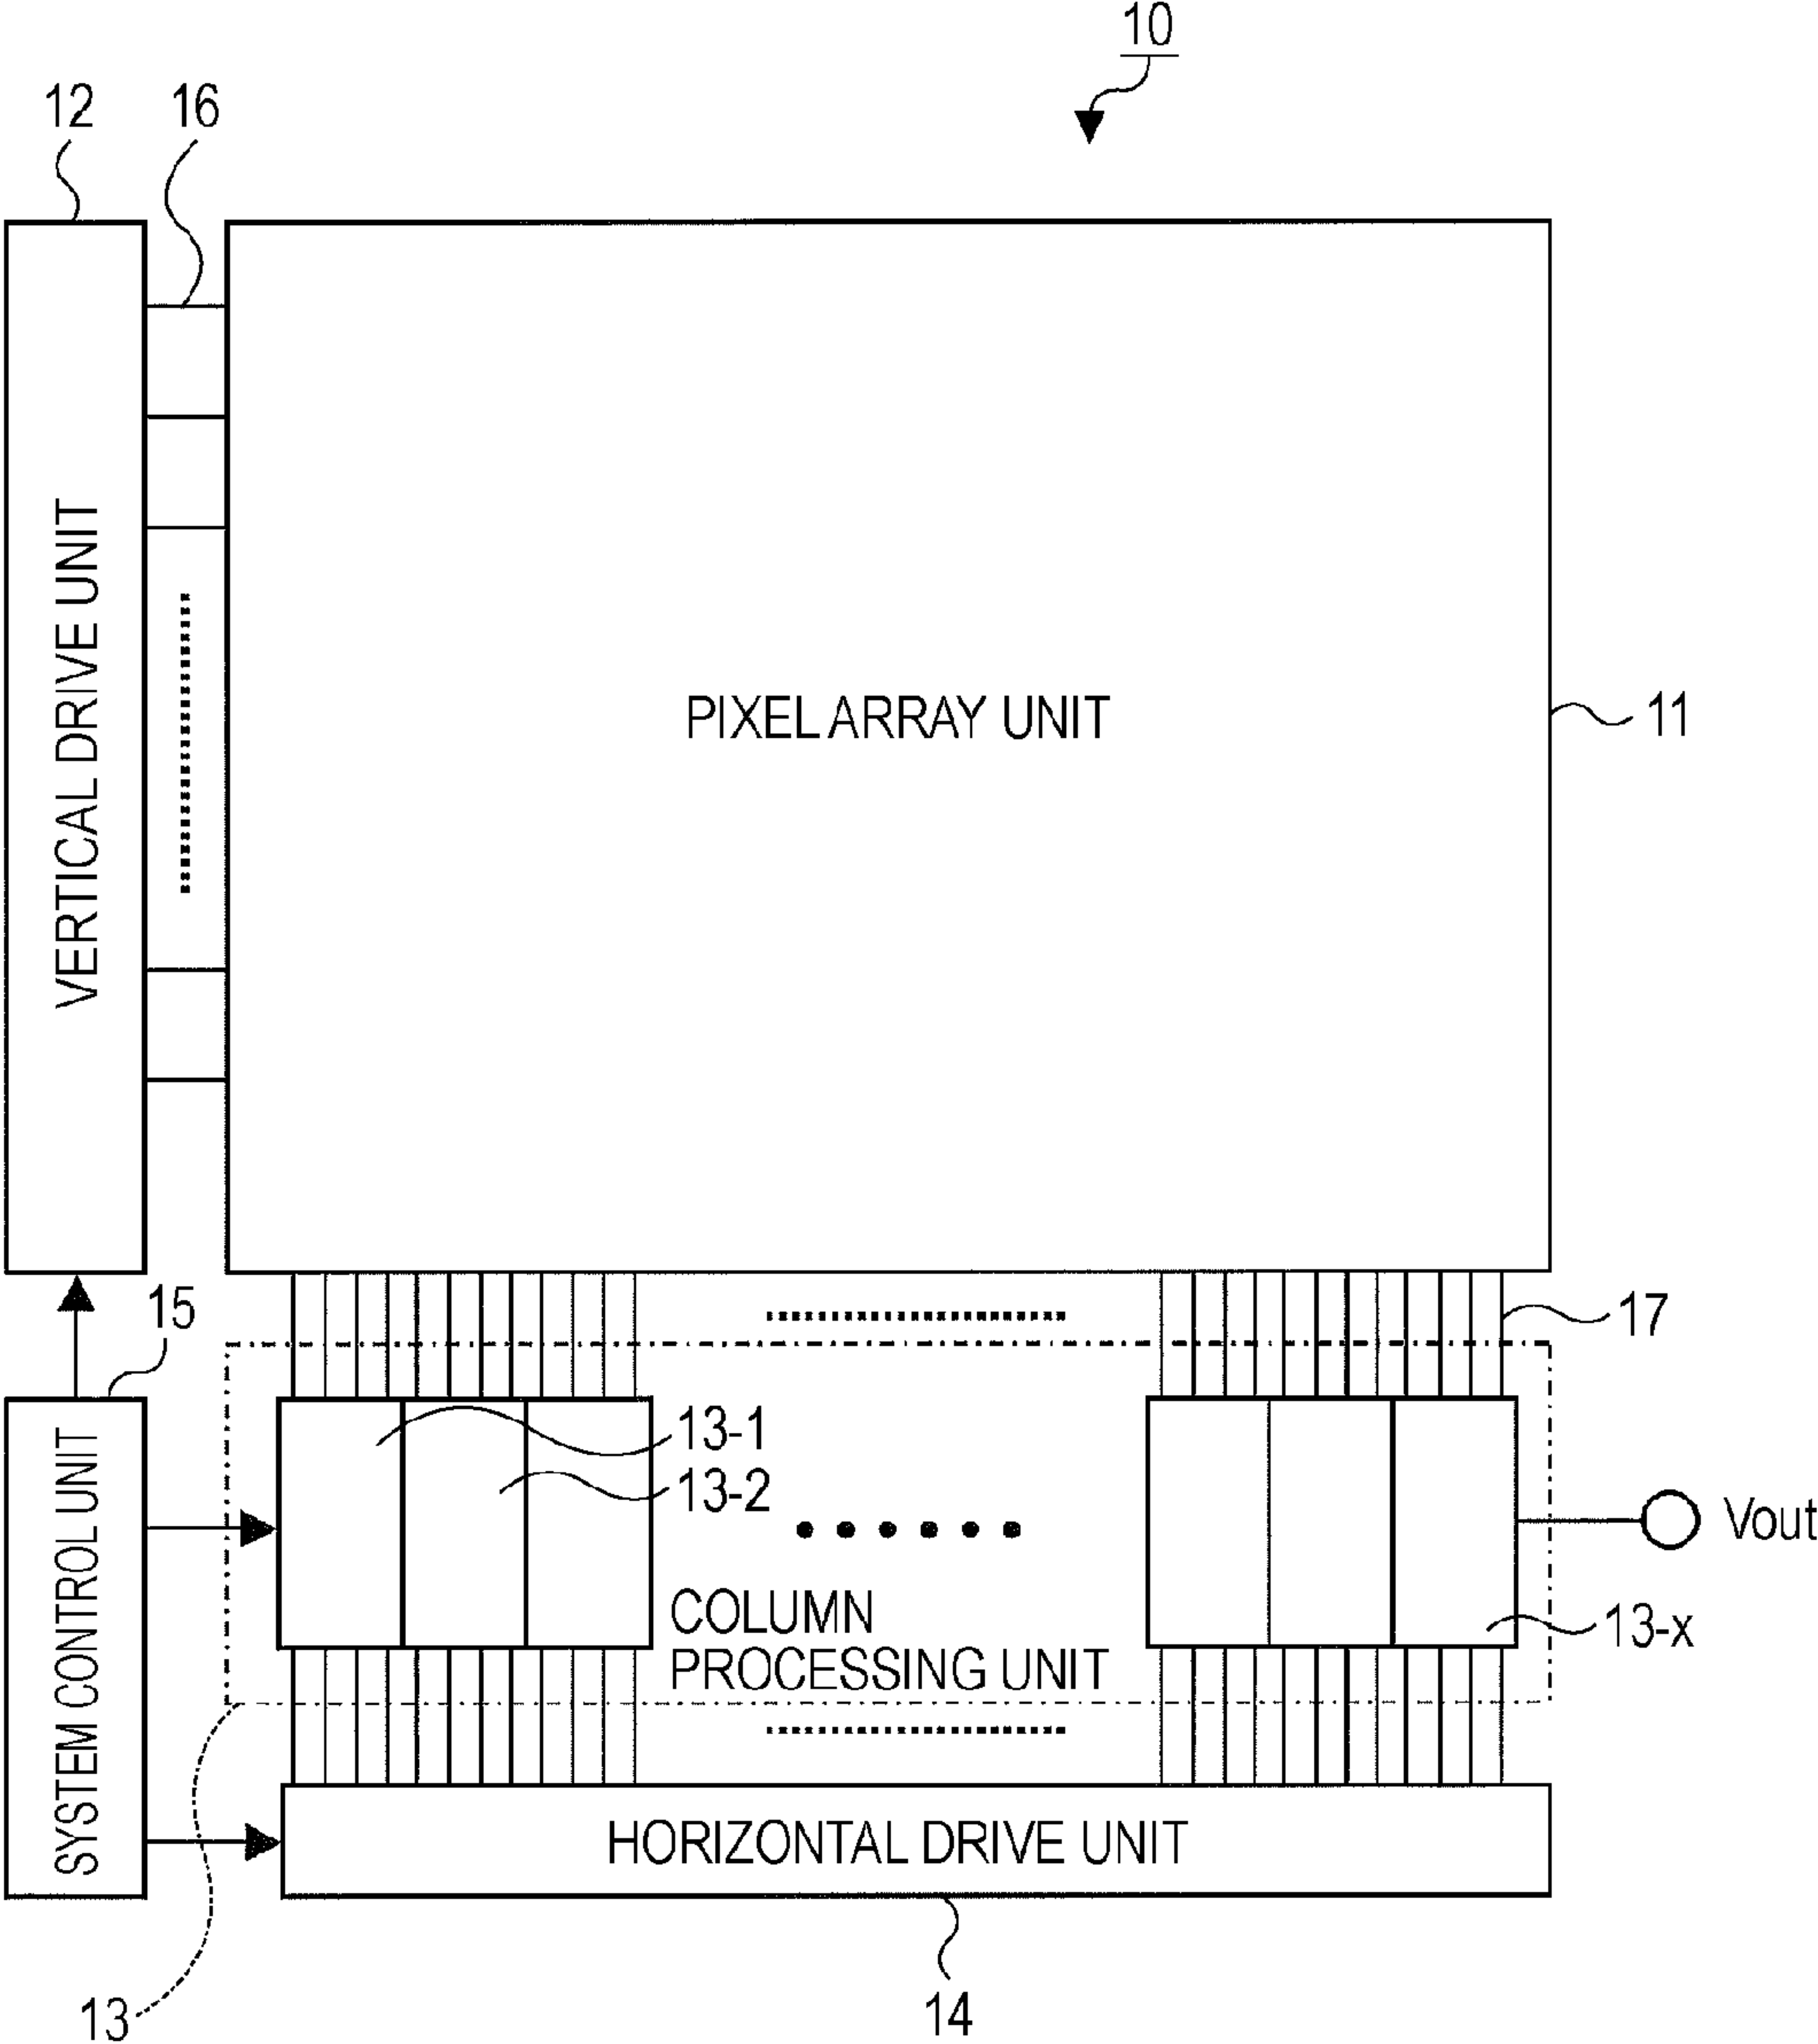 10
12
16
VERTICAL DRIVE UNIT
PIXEL ARRAY UNIT
11
15
17
SYSTEM CONTROL UNIT
13-1
13-2
Vout
COLUMN
PROCESSING UNIT
13-x
HORIZONTAL DRIVE UNIT
13
14